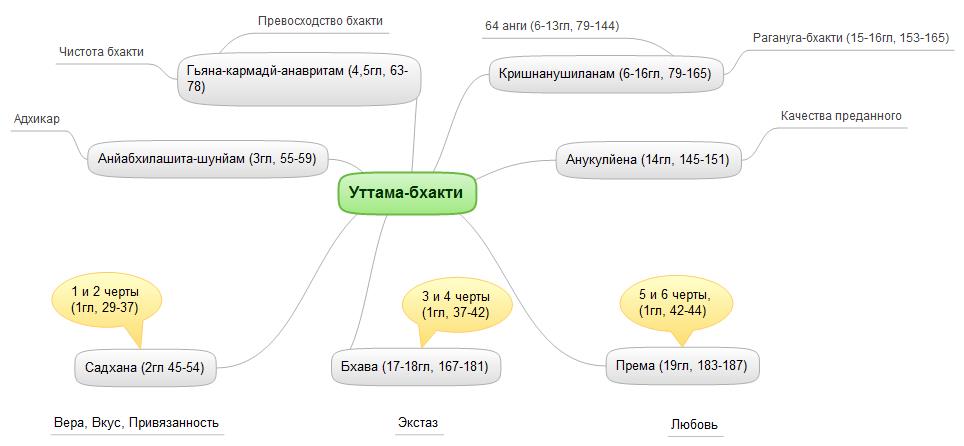 Превосходство бхакти
64 анги (6-13гл, 79-144)
Рагануга-бхакти (15-16гл, 153-165)
Чистота бхакти
Гьяна-кармадй-анавритам (4,5гл, 63-
78)
Кришнанушиланам (6-16гл, 79-165)
Адхикар
Качества преданного
Анйабхилашита-шунйам (3гл, 55-59)
Анукулйена (14гл, 145-151)
Уттама-бхакти
1 и 2 черты
(1гл, 29-37)
3 и 4 черты
(1гл, 37-42)
5 и 6 черты,
(1гл, 42-44)
Садхана (2гл 45-54)
Бхава (17-18гл, 167-181)
Према (19гл, 183-187)
Вера, Вкус, Привязанность
Экстаз
Любовь